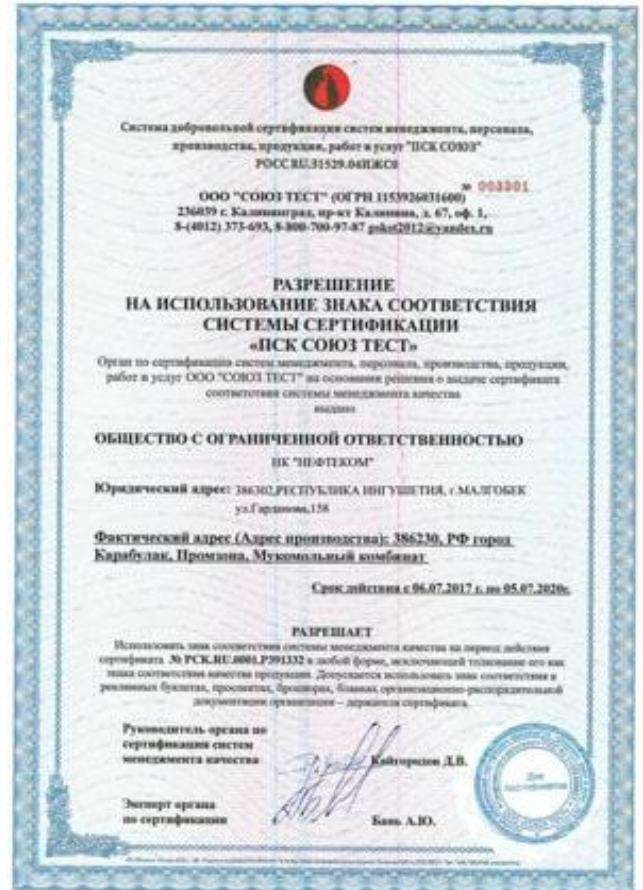 Система добровольной сертификации систем менеджмента, персонала,
производства, продукции, работ и услуг "ПСК СОЮЗ"
РОСС RU.31529.04ИЖС0
№ 003301
ООО "СОЮЗ ТЕСТ" (ОГРН 1153926031600)
236039 г. Калининград, пр-кт Калинина, д. 67, оф. 1,
8-(4012) 373-693, 8-800-700-97-87 pskst2012@yandex.ru
РАЗРЕШЕНИЕ
НА ИСПОЛЬЗОВАНИЕ ЗНАКА СООТВЕТСТВИЯ
СИСТЕМЫ СЕРТИФИКАЦИИ
«ПСК СОЮЗ ТЕСТ»
Орган по сертификации систем менеджмента, персонала, производства, продукции,
работ и услуг ООО "СОЮЗ ТЕСТ" на основании решения о выдаче сертификата
соответствия системы менеджмента качества
выдано
ОБЩЕСТВО С ОГРАНИЧЕННОЙ ОТВЕТСТВЕННОСТЬЮ
НК "НЕФТЕКОМ"
Юридический адрес: 386302,РЕСПУБЛИКА ИНГУШЕТИЯ, г.МАЛГОБЕК
ул.Гарданова,158
Фактический адрес (Адрес производства): 386230, РФ город
Карабулак, Промзона, Мукомольный комбинат
Срок действия с 06.07.2017 г. по 05.07.2020г.
РАЗРЕШАЕТ
Использовать знак соответствия системы менеджмента качества на период действия
сертификата № РСК.RU.0001.Р391332 в любой форме, исключающей толкование его как
знака соответствия качества продукции. Допускается использовать знак соответствия в
рекламных буклетах, проспектах, брошюрах, бланках организационно-распорядительной
документации организации – держателя сертификата.
Руководитель органа по
сертификации систем
менеджмента качества
Кайгородов Д.В.
Эксперт органа
по сертификации
Бань А.Ю.
Для сертификатов